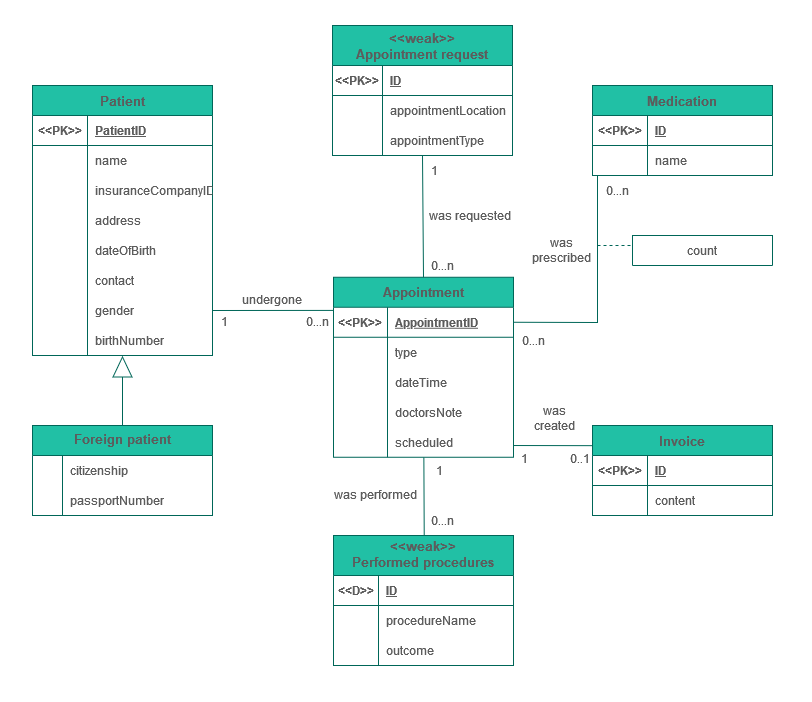 <<weak>>
Appointment request
<<PK>> ID
appointmentLocation
appointmentType
Patient
<<PK>> PatientID
name
insuranceCompanyID
address
dateOfBirth
contact
gender
birthNumber
Medication
<<PK>> ID
name
1
was requested
0...n
0...n
was
prescribed
count
undergone
1
0...n
Appointment
<<PK>> AppointmentID
type
dateTime
doctorsNote
scheduled
0...n
was
created
1
0..1
Foreign patient
citizenship
passportNumber
Invoice
<<PK>> ID
content
1
was performed
0...n
<<weak>>
Performed procedures
<<D>> ID
procedureName
outcome